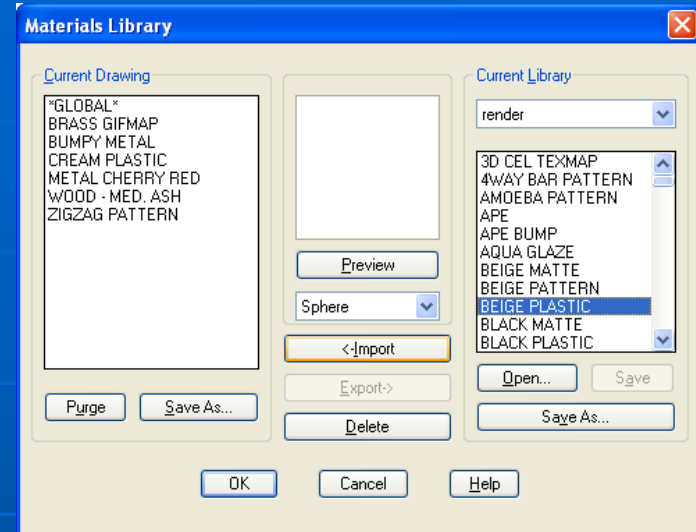 Materials Library
Current Drawing
*GLOBAL*
BRASS GIFMAP
BUMPY METAL
CREAM PLASTIC
METAL CHERRY RED
WOOD - MED. ASH
ZIGZAG PATTERN
Purge
Save As...
Preview
Sphere
<-Import
Export->
Delete
Current Library
render
3D CEL TEXMAP
4WAY BAR PATTERN
AMOEBA PATTERN
APE
APE BUMP
AQUA GLAZE
BEIGE MATTE
BEIGE PATTERN
BEIGE PLASTIC
BLACK MATTE
BLACK PLASTIC
Open...
Save
Save As...
OK
Cancel
Help